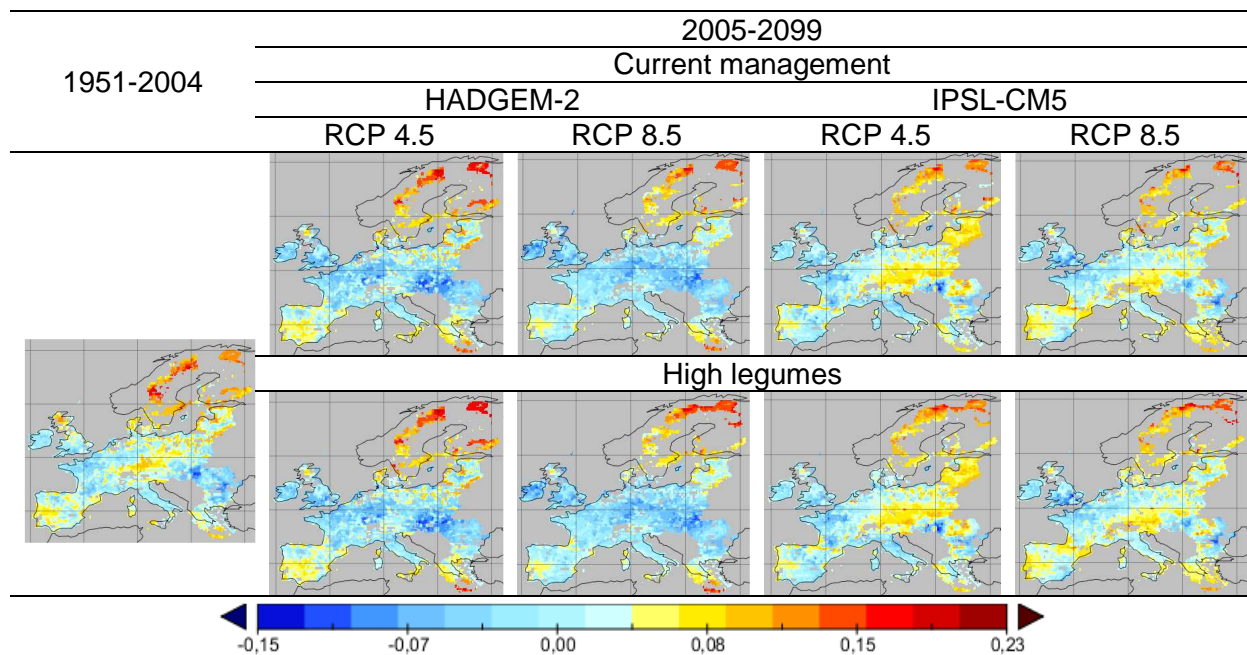 2005-2099
1951-2004
Current management
HADGEM-2 IPSL-CM5
RCP 4.5 RCP 8.5 RCP 4.5 RCP 8.5
High legumes
-0,15 -0,07 0,00 0,08 0,15 0,23